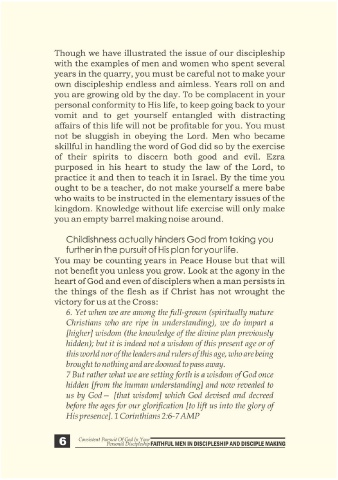 Though we have illustrated the issue of our discipleship
with the examples of men and women who spent several
years in the quarry, you must be careful not to make your
own discipleship endless and aimless. Years roll on and
you are growing old by the day. To be complacent in your
personal conformity to His life, to keep going back to your
vomit and to get yourself entangled with distracting
affairs of this life will not be profitable for you. You must
not be sluggish in obeying the Lord. Men who became
skillful in handling the word of God did so by the exercise
of their spirits to discern both good and evil. Ezra
purposed in his heart to study the law of the Lord, to
practice it and then to teach it in Israel. By the time you
ought to be a teacher, do not make yourself a mere babe
who waits to be instructed in the elementary issues of the
kingdom. Knowledge without life exercise will only make
you an empty barrel making noise around.
Childishness actually hinders God from taking you
further in the pursuit of His plan for your life.
You may be counting years in Peace House but that will
not benefit you unless you grow. Look at the agony in the
heart of God and even of disciplers when a man persists in
the things of the flesh as if Christ has not wrought the
victory for us at the Cross:
6. Yet when we are among the full-grown (spiritually mature
Christians who are ripe in understanding), we do impart a
[higher] wisdom (the knowledge of the divine plan previously
hidden); but it is indeed not a wisdom of this present age or of
this world nor of the leaders and rulers of this age, who are being
brought to nothing and are doomed to pass away.
7 But rather what we are setting forth is a wisdom of God once
hidden [from the human understanding] and now revealed to
us by God— [that wisdom] which God devised and decreed
before the ages for our glorification [to lift us into the glory of
His presence]. 1 Corinthians 2:6-7 AMP
6
Consistent Pursuit Of God In Your
Personal Discipleship FAITHFUL MEN IN DISCIPLESHIP AND DISCIPLE MAKING